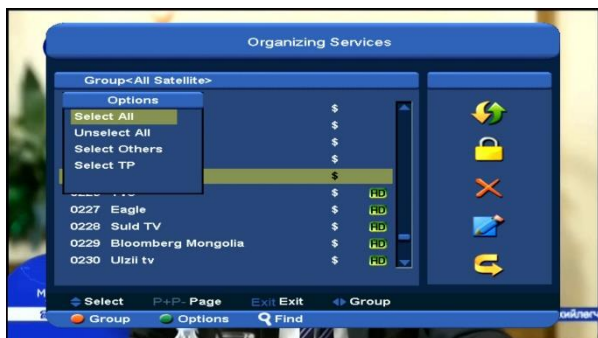 Organizing Services
Group<All Satellite>
Options
Select All
Unselect All
Select Others
Select TP
$
$
$
$
$
$ HD
0227 Eagle $ HD
0228 Suld TV $ HD
0229 Bloomberg Mongolia $ HD
0230 Ulzii tv $ HD
Select P+P- Page Exit Exit Group
Group Options Find